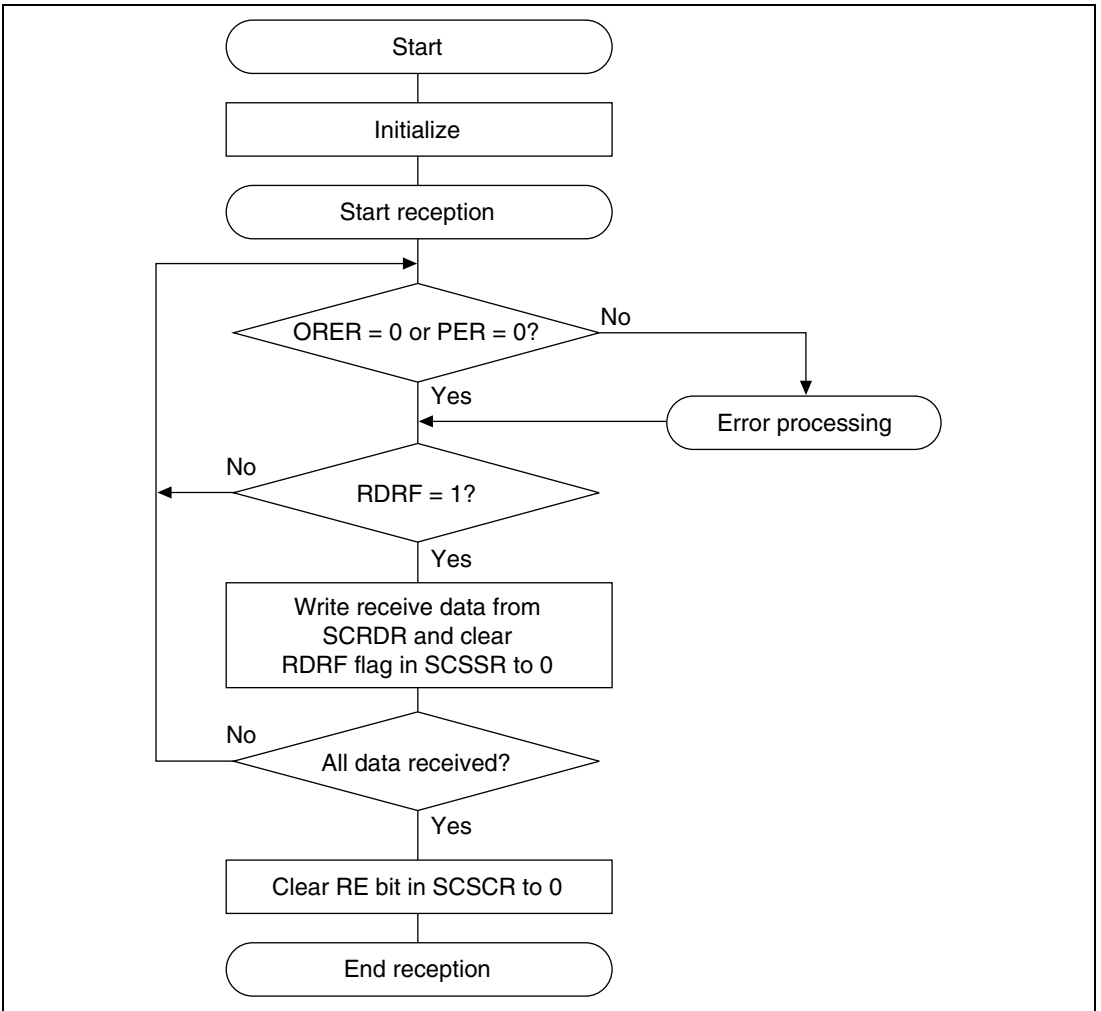 Start
Initialize
Start reception
ORER = 0 or PER = 0?
No
Yes
Error processing
No
RDRF = 1?
Yes
Write receive data from
SCRDR and clear
RDRF flag in SCSSR to 0
No
All data received?
Yes
Clear RE bit in SCSCR to 0
End reception